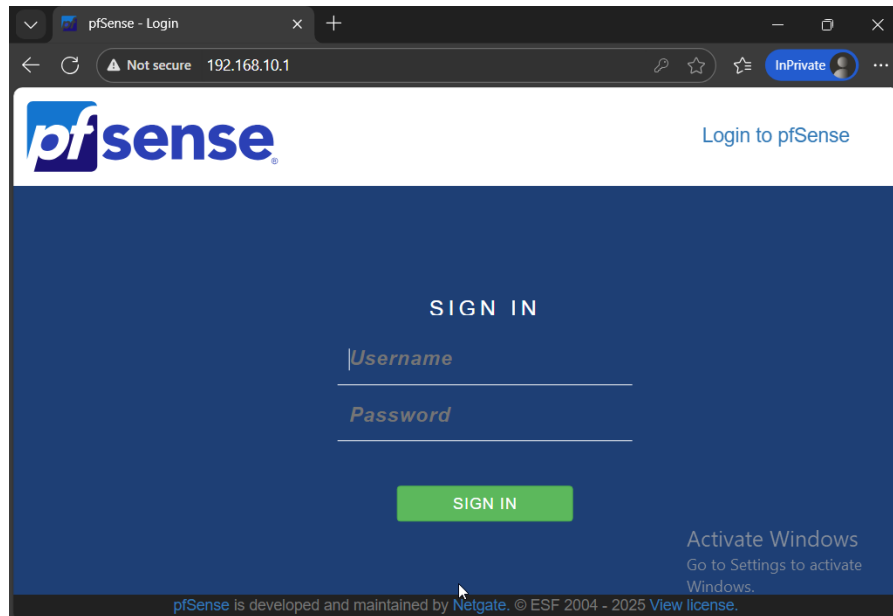 pfSense - Login
Not secure 192.168.10.1
InPrivate
pfsense®
Login to pfSense
SIGN IN
Username
Password
SIGN IN
Activate Windows
Go to Settings to activate
Windows.
pfSense is developed and maintained by Netgate. © ESF 2004 - 2025 View license.